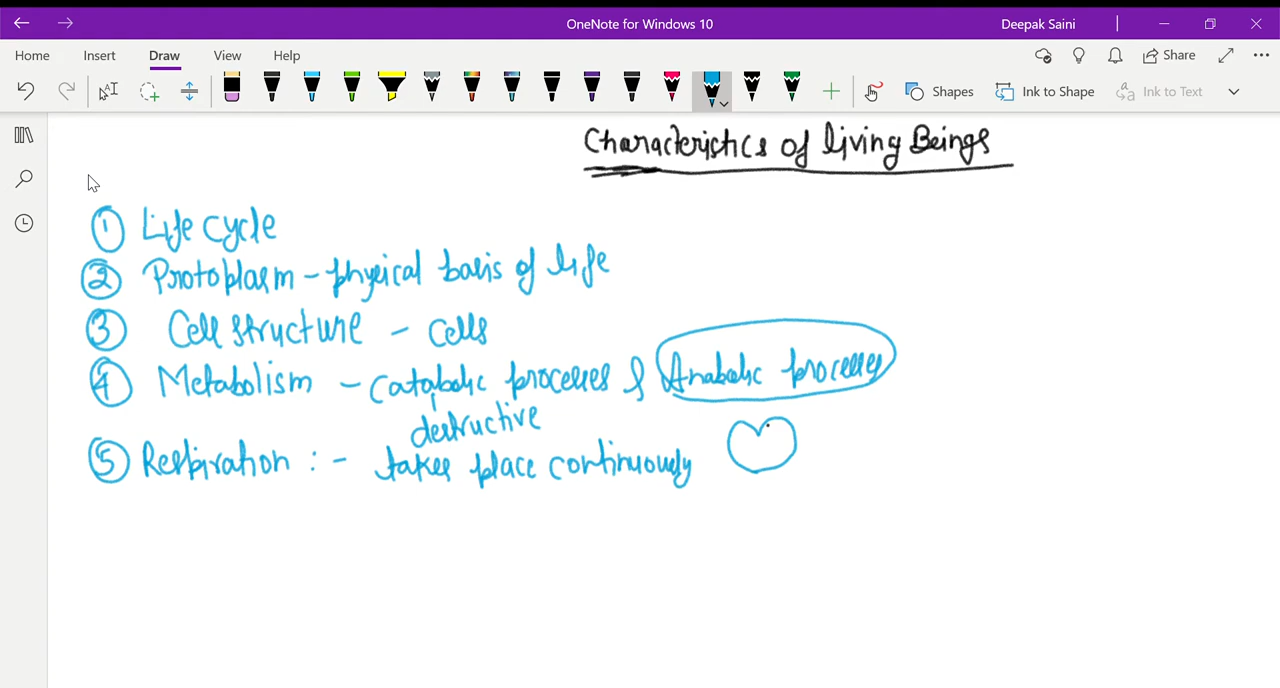 OneNote for Windows 10
Deepak Saini
Home Insert Draw View Help
Share
Shapes Ink to Shape Ink to Text
Characteristics of living Beings
1 Life cycle
2 Protoplasm - physical basis of life
3 Cell structure - cells
4 Metabolism - catabolic processes & Anabolic processes
destructive
5 Respiration :- takes place continuously